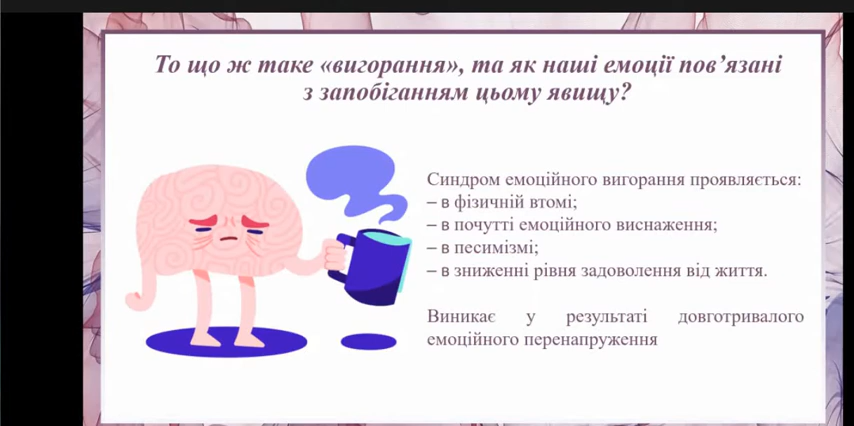 То що ж таке «вигорання», та як наші емоції пов’язані
з запобіганням цьому явищу?
Синдром емоційного вигорання проявляється:
– в фізичній втомі;
– в почутті емоційного виснаження;
– в песимізмі;
– в зниженні рівня задоволення від життя.
Виникає у результаті довготривалого
емоційного перенапруження